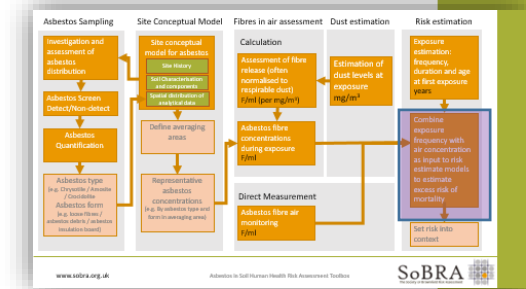 Asbestos Sampling
Site Conceptual Model
Fibres in air assessment
Dust estimation
Risk estimation
Investigation and
assessment of
asbestos
distribution
Asbestos Screen
Detect/Non-detect
Asbestos
Quantification
Asbestos type
(e.g. Chrysotile / Amosite
/ Crocidolite)
Asbestos form
(e.g. loose fibres /
asbestos debris / asbestos
insulation board)
Site conceptual
model for asbestos
Site History
Soil Characterisation
and components
Spatial distribution of
analytical data
Define averaging
areas
Representative
asbestos
concentrations
(e.g. By asbestos type and
form in averaging area)
Calculation
Assessment of fibre
release (often
normalised to
respirable dust)
F/ml (per mg/m³)
Asbestos fibre
concentrations
during exposure
F/ml
Direct Measurement
Asbestos fibre air
monitoring
F/ml
Estimation of
dust levels at
exposure
mg/m³
Exposure
estimation:
frequency,
duration and age
at first exposure
years
Combine
exposure
frequency with
air concentration
as input to risk
estimate models
to estimate
excess risk of
mortality
Set risk into
context
www.sobra.org.uk
Asbestos in Soil Human Health Risk Assessment Toolbox
SoBRA